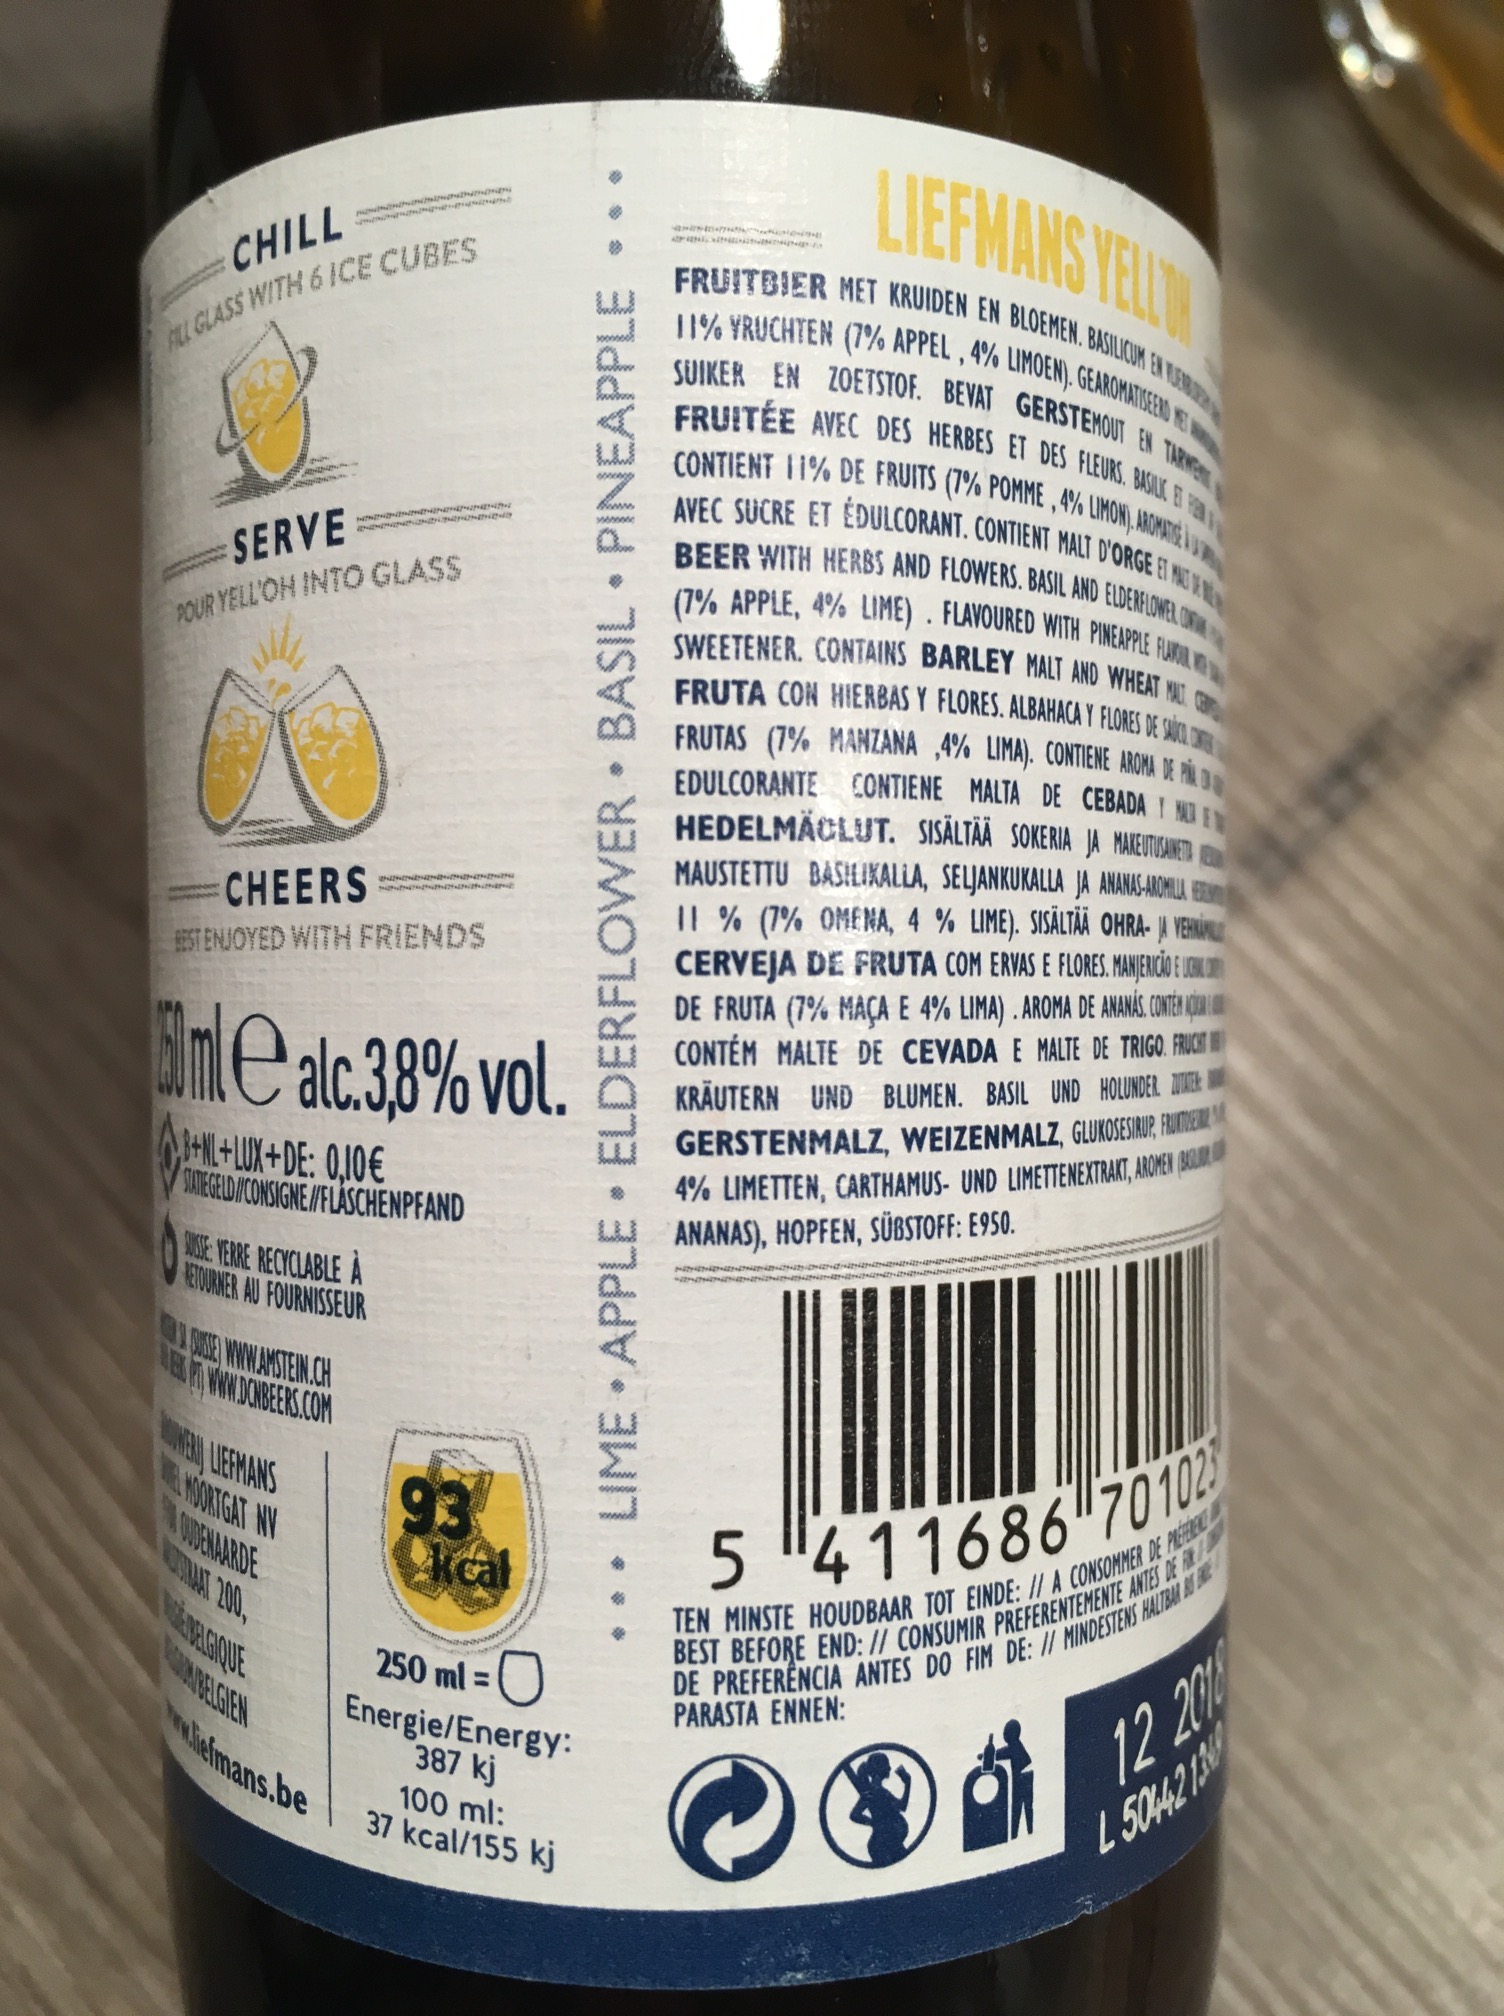 CHILL
FILL GLASS WITH 6 ICE CUBES
SERVE
POUR YELL'OH INTO GLASS
CHEERS
BEST ENJOYED WITH FRIENDS
250 ml e alc.3,8% vol.
B+NL+LUX+DE: 0,10€
STATIEGELD//CONSIGNE//FLASCHENPFAND
SUISSE: VERRE RECYCLABLE À
RETOURNER AU FOURNISSEUR
(SUISSE) WWW.AMSTEIN.CH
(PT) WWW.DCNBEERS.COM
LIEFMANS
MOORTGAT NV
OUDENAARDE
200,
BELGIQUE
BELGIEN
www.liefmans.be
93
kcal
250 ml =
Energie/Energy:
387 kj
100 ml:
37 kcal/155 kj
LIME • APPLE • ELDERFLOWER • BASIL • PINEAPPLE
LIEFMANS YELL'OH
FRUITBIER MET KRUIDEN EN BLOEMEN. BASILICUM EN
11% VRUCHTEN (7% APPEL , 4% LIMOEN). GEAROMATISEERD MET
SUIKER EN ZOETSTOF. BEVAT GERSTEMOUT EN
FRUITÉE AVEC DES HERBES ET DES FLEURS. BASILIC ET
CONTIENT 11% DE FRUITS (7% POMME , 4% LIMON). AROMATISÉ À
AVEC SUCRE ET ÉDULCORANT. CONTIENT MALT D'ORGE ET MALT DE
BEER WITH HERBS AND FLOWERS. BASIL AND ELDERFLOWER.
(7% APPLE, 4% LIME) . FLAVOURED WITH PINEAPPLE FLAVOUR,
SWEETENER. CONTAINS BARLEY MALT AND WHEAT MALT.
FRUTA CON HIERBAS Y FLORES. ALBAHACA Y FLORES DE SAÚCO.
FRUTAS (7% MANZANA ,4% LIMA). CONTIENE AROMA DE PIÑA
EDULCORANTE CONTIENE MALTA DE CEBADA Y MALTA DE
HEDELMÄOLUT. SISÄLTÄÄ SOKERIA JA MAKEUTUSAINETTA
MAUSTETTU BASILIKALLA, SELJANKUKALLA JA ANANAS-AROMILLA.
11 % (7% OMENA, 4 % LIME). SISÄLTÄÄ OHRA- JA
CERVEJA DE FRUTA COM ERVAS E FLORES. MANJERICÃO E
DE FRUTA (7% MAÇA E 4% LIMA) . AROMA DE ANANÁS. CONTÉM
CONTÉM MALTE DE CEVADA E MALTE DE TRIGO. FRUCHT
KRÄUTERN UND BLUMEN. BASIL UND HOLUNDER. ZUTATEN:
GERSTENMALZ, WEIZENMALZ, GLUKOSESIRUP,
4% LIMETTEN, CARTHAMUS- UND LIMETTENEXTRAKT, AROMEN
ANANAS), HOPFEN, SÜßSTOFF: E950.
5 411686 701023
TEN MINSTE HOUDBAAR TOT EINDE: // A CONSOMMER DE PRÉFÉRENCE
BEST BEFORE END: // CONSUMIR PREFERENTEMENTE ANTES DE
DE PREFERÊNCIA ANTES DO FIM DE: // MINDESTENS HALTBAR BIS ENDE:
PARASTA ENNEN:
12 2018